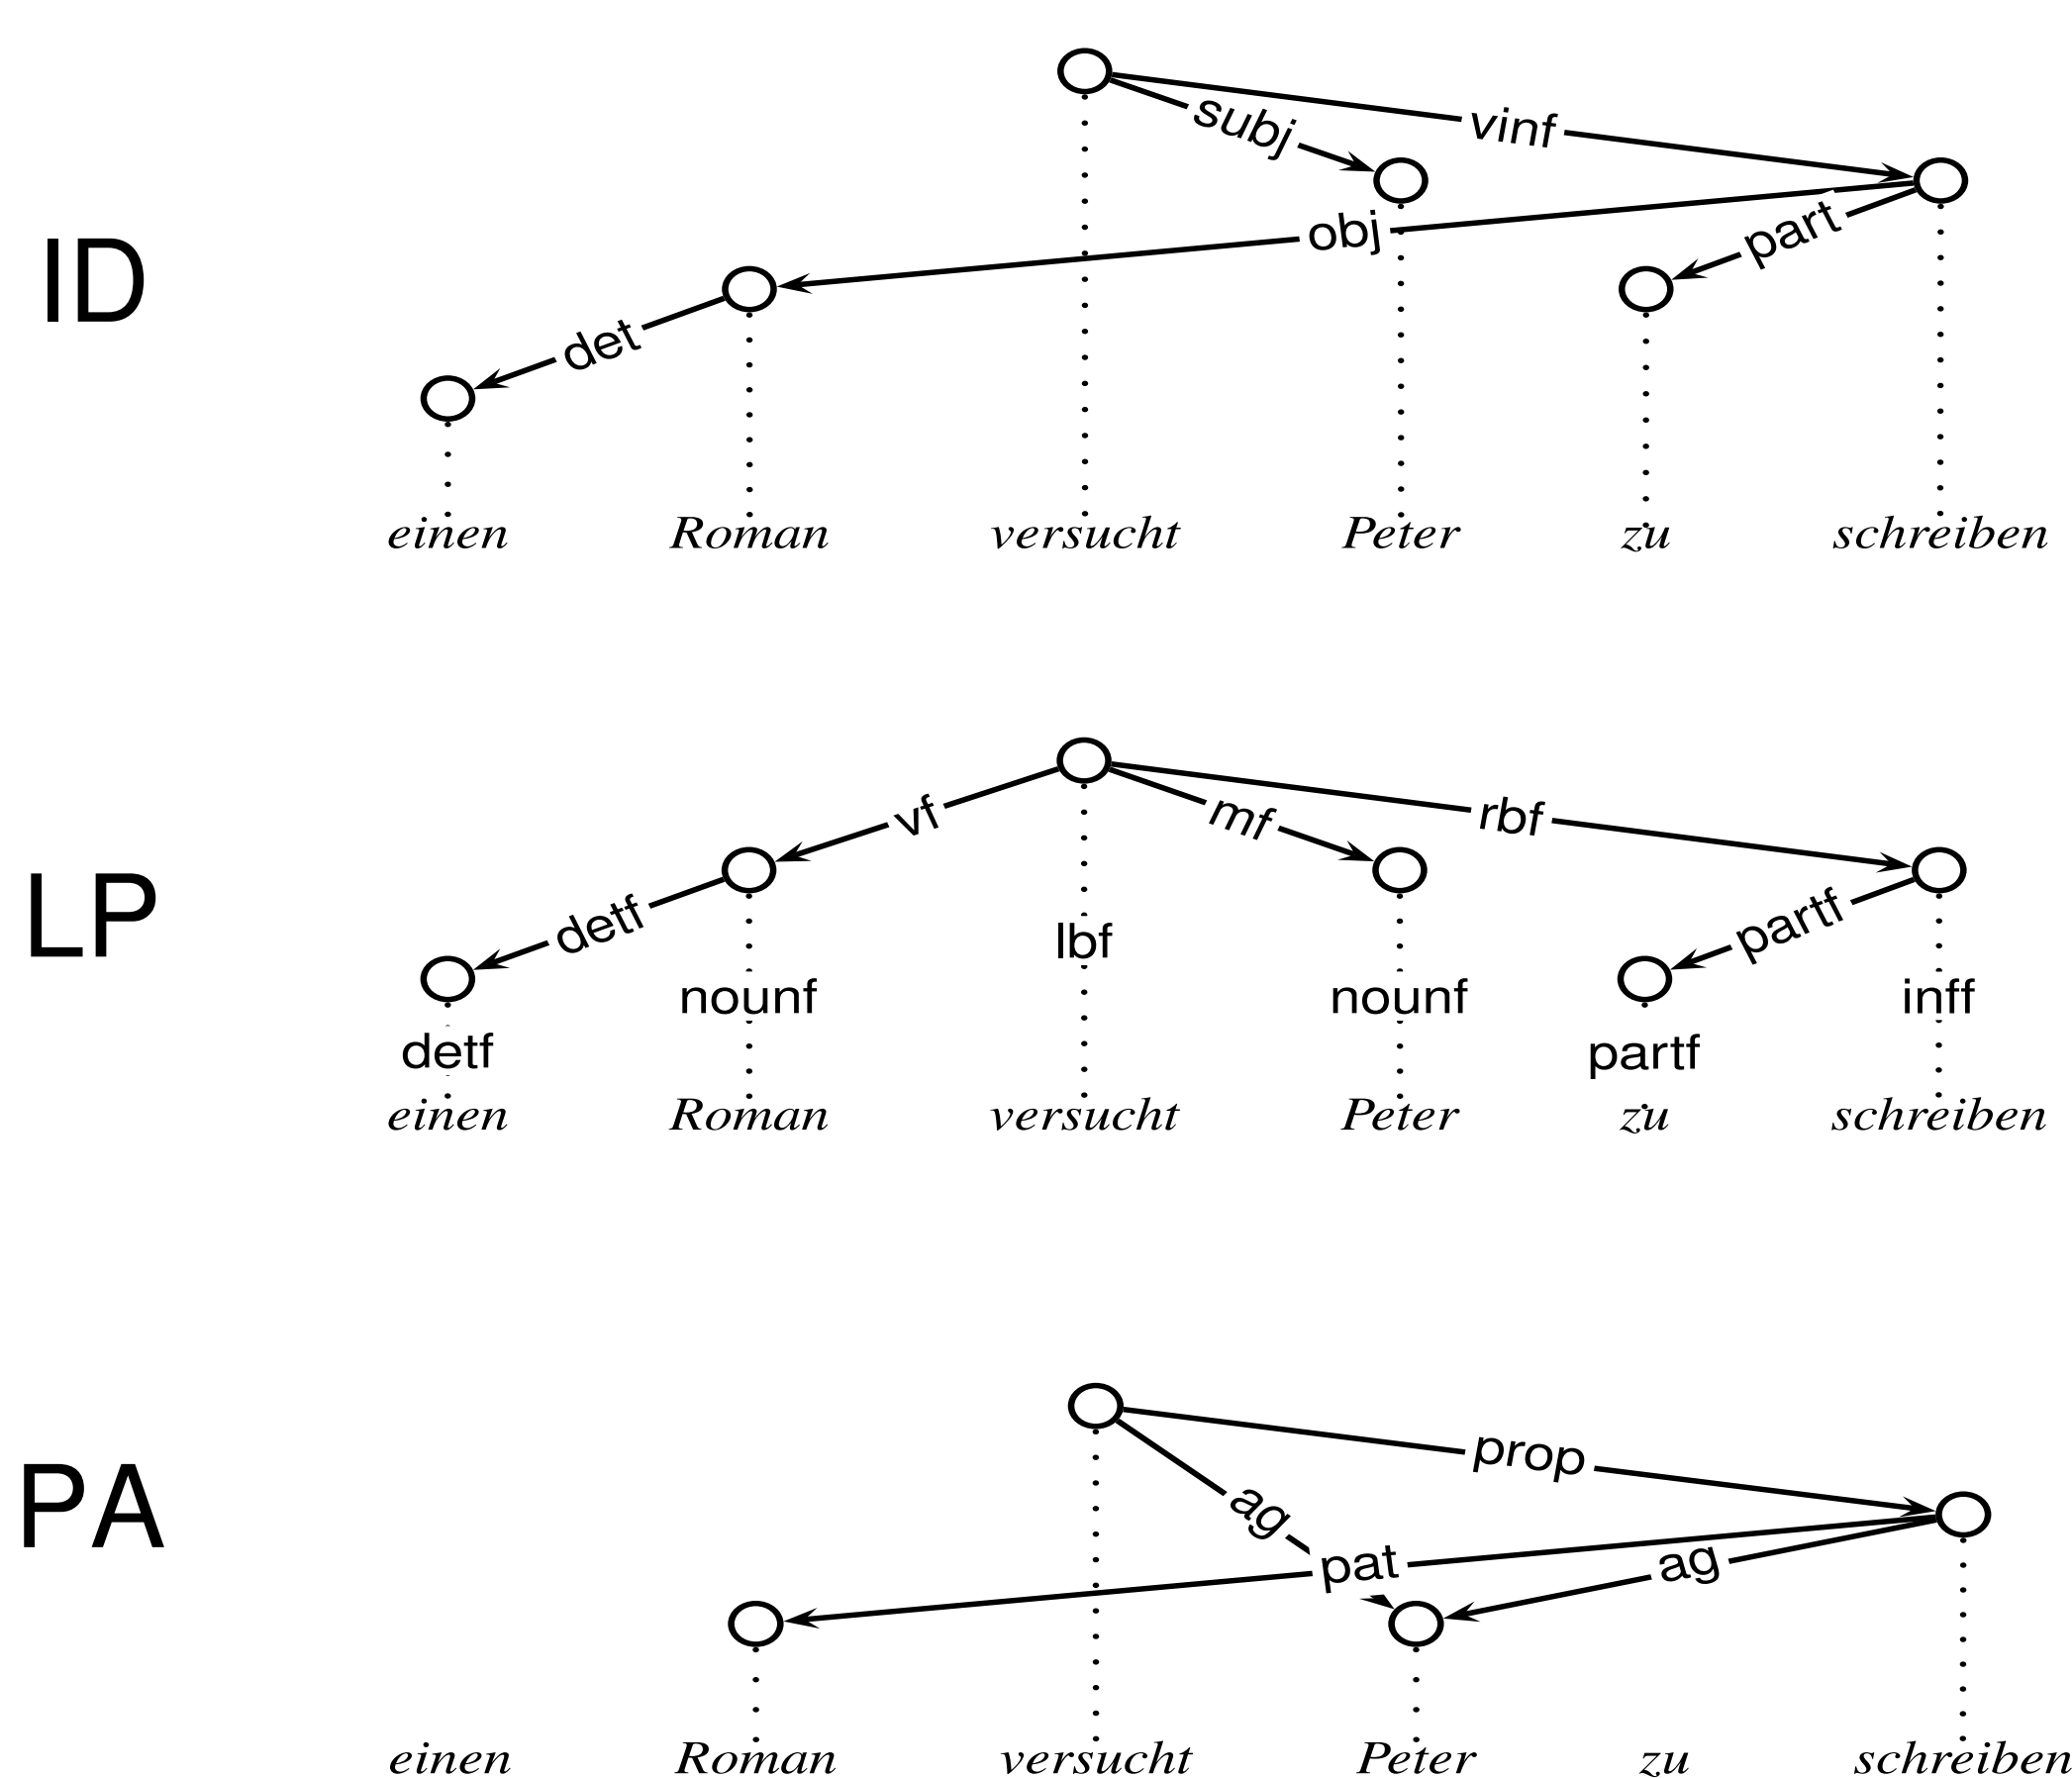 subj vinf
ID obj part
det
einen Roman versucht Peter zu schreiben
vf mf rbf
LP detf lbf partf
nounf nounf inff
detf partf
einen Roman versucht Peter zu schreiben
prop
PA ag pat ag
einen Roman versucht Peter zu schreiben